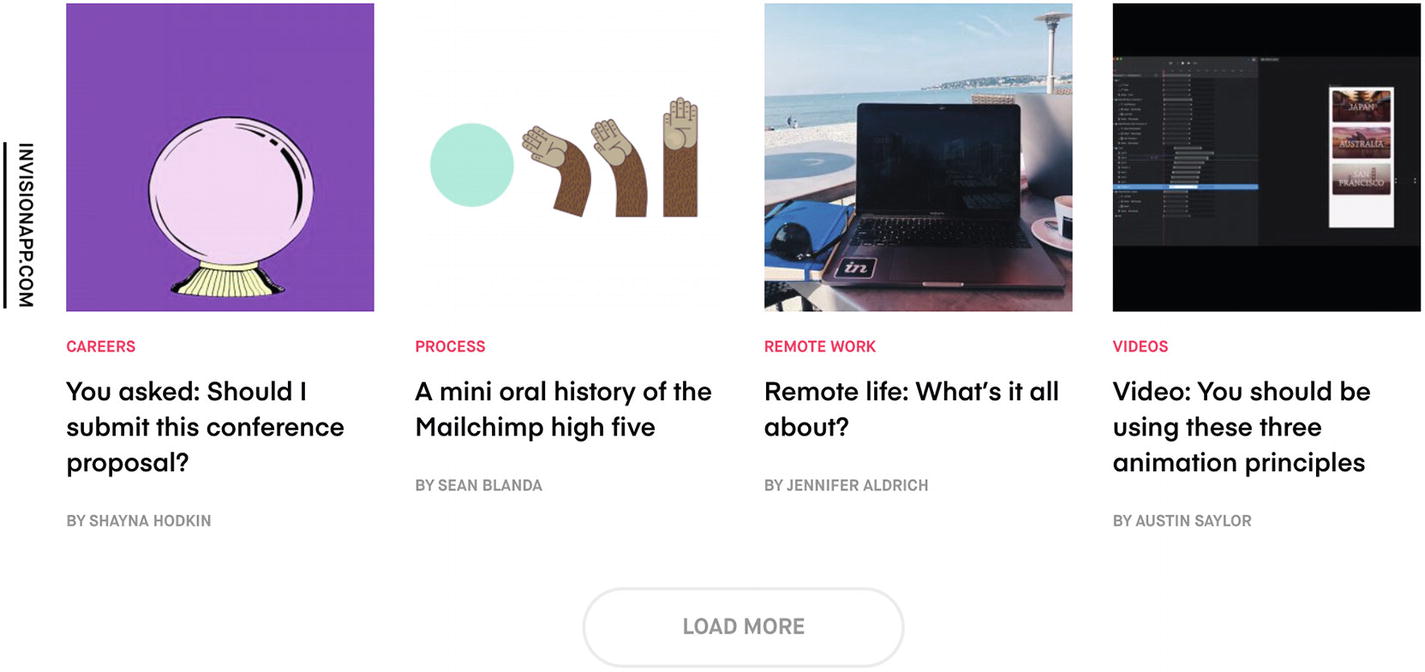 INVISIONAPP.COM
in
JAPAN
AUSTRALIA
SAN
FRANCISCO
CAREERS
You asked: Should I
submit this conference
proposal?
BY SHAYNA HODKIN
PROCESS
A mini oral history of the
Mailchimp high five
BY SEAN BLANDA
REMOTE WORK
Remote life: What's it all
about?
BY JENNIFER ALDRICH
VIDEOS
Video: You should be
using these three
animation principles
BY AUSTIN SAYLOR
LOAD MORE